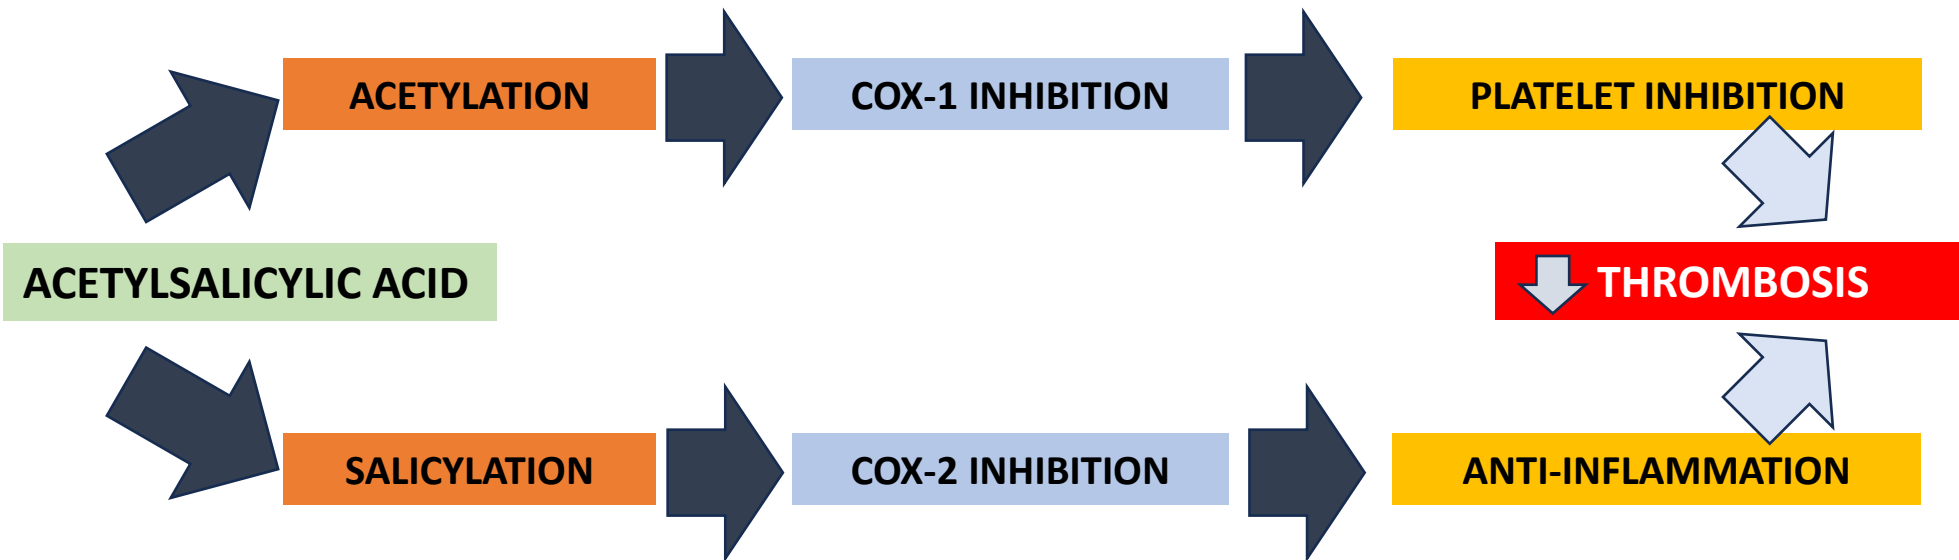 ACETYLATION
COX-1 INHIBITION
PLATELET INHIBITION
ACETYLSALICYLIC ACID
THROMBOSIS
SALICYLATION
COX-2 INHIBITION
ANTI-INFLAMMATION